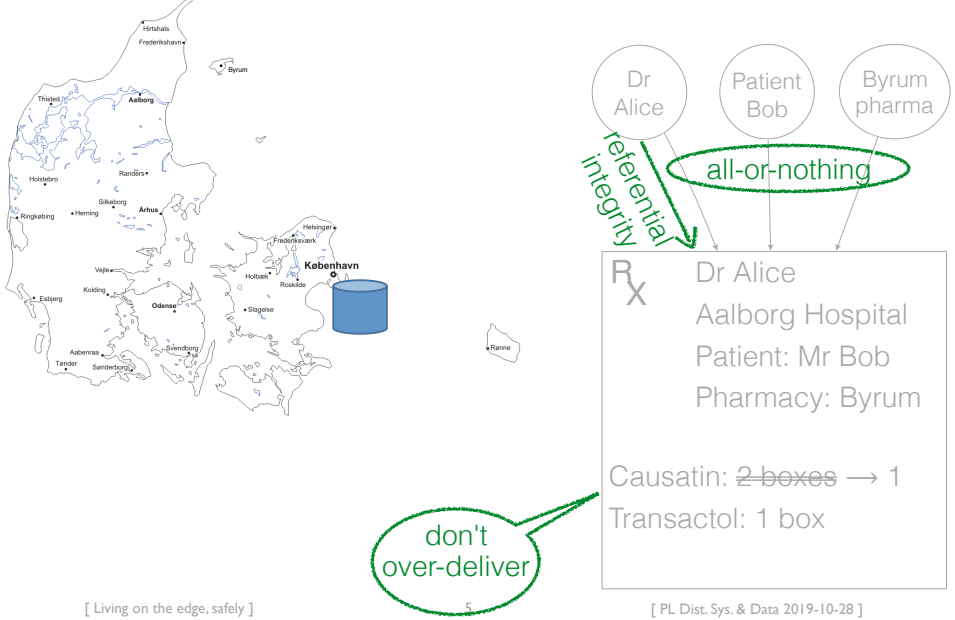 Hirtshals
Frederikshavn
Byrum
Thisted
Aalborg
Holstebro
Randers
Silkeborg
Ringkøbing
Herning
Århus
Helsingør
Frederiksværk
København
Holbæk
Roskilde
Vejle
Kolding
Esbjerg
Odense
Slagelse
Svendborg
Aabenraa
Tønder
Sønderborg
Rønne
Dr
Alice
Patient
Bob
Byrum
pharma
referential
integrity
all-or-nothing
RX
Dr Alice
Aalborg Hospital
Patient: Mr Bob
Pharmacy: Byrum
Causatin: 2 boxes → 1
Transactol: 1 box
don't
over-deliver
[ Living on the edge, safely ]
5
[ PL Dist. Sys. & Data 2019-10-28 ]